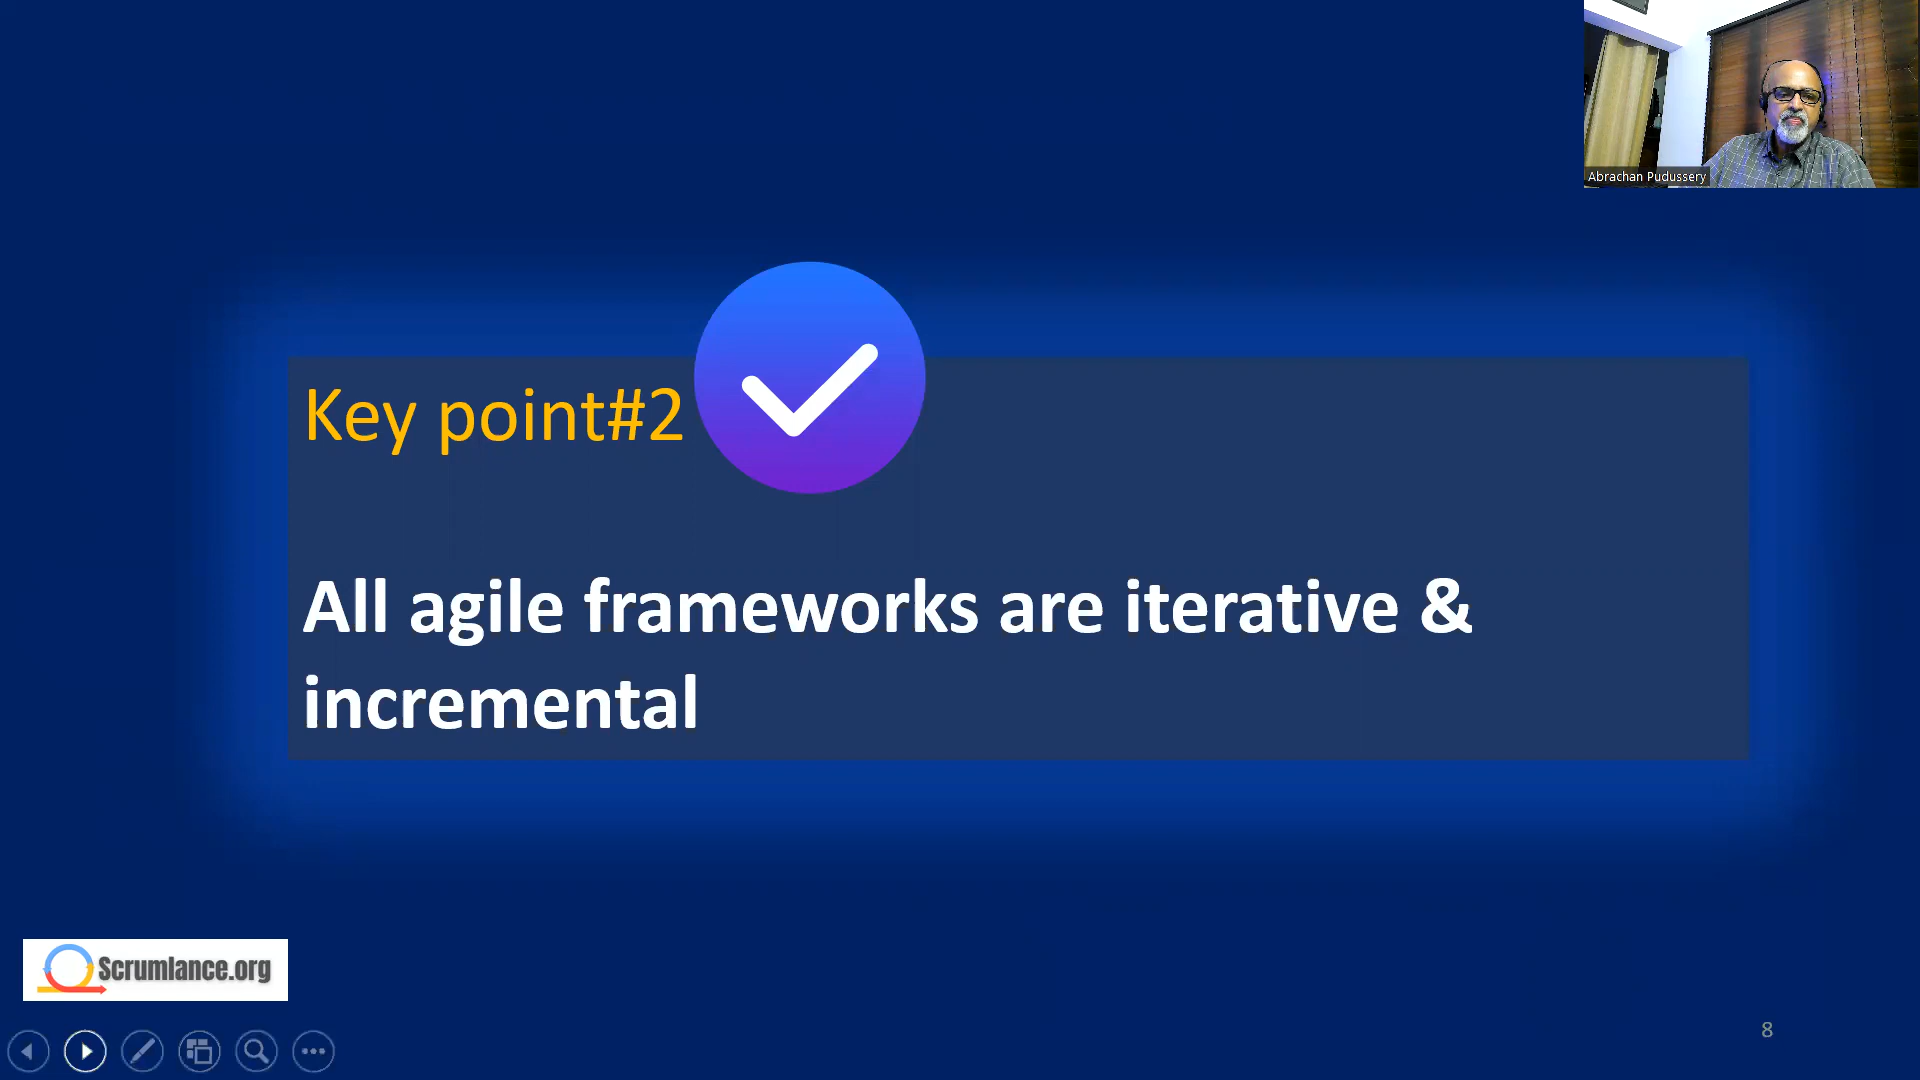 Abrachan Pudussery
Key point#2
All agile frameworks are iterative &
incremental
Scrumlance.org
8